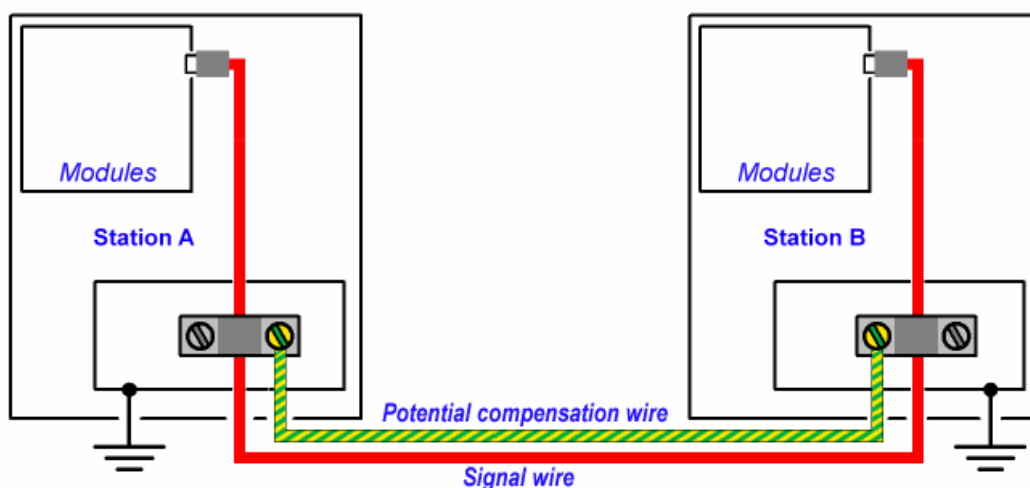 Modules
Modules
Station A
Station B
Potential compensation wire
Signal wire